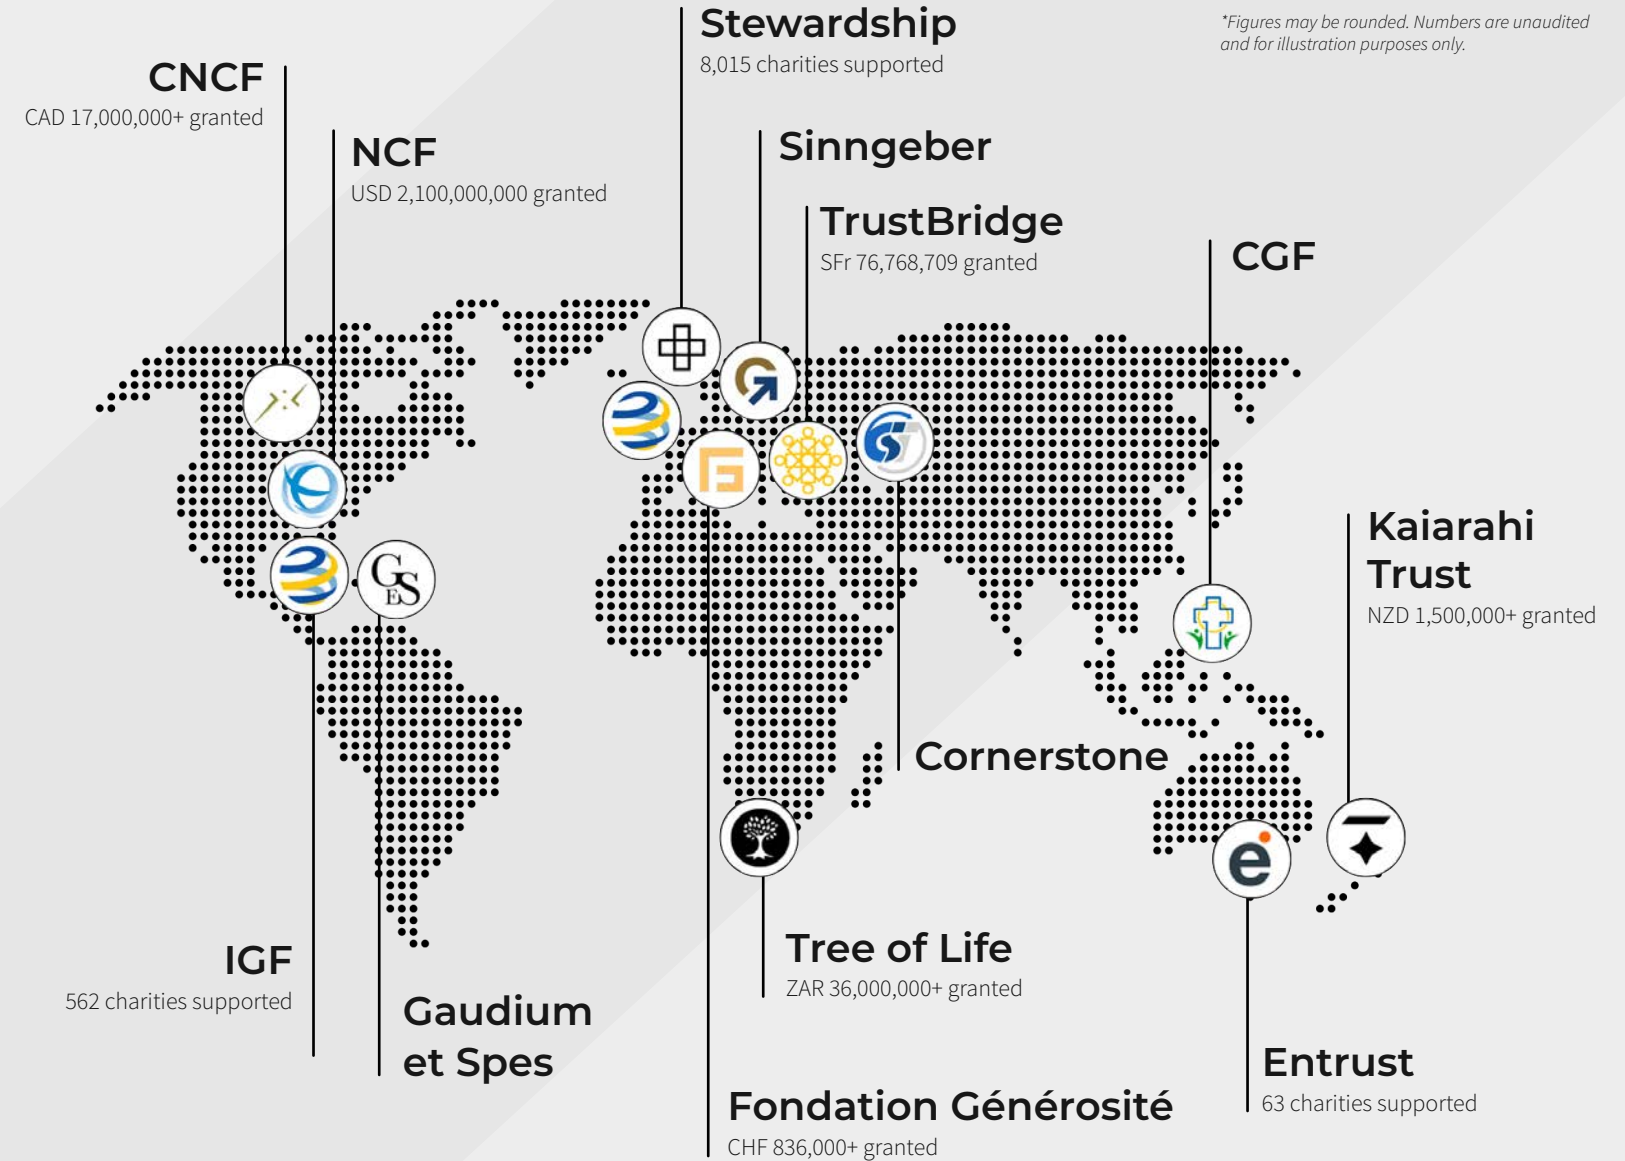 Stewardship
8,015 charities supported
*Figures may be rounded. Numbers are unaudited
and for illustration purposes only.
CNCF
CAD 17,000,000+ granted
NCF
USD 2,100,000,000 granted
Sinngeber
TrustBridge
SFr 76,768,709 granted
CGF
Kaiarahi
Trust
NZD 1,500,000+ granted
GES
Cornerstone
Tree of Life
ZAR 36,000,000+ granted
IGF
562 charities supported
Gaudium
et Spes
Entrust
63 charities supported
Fondation Générosité
CHF 836,000+ granted